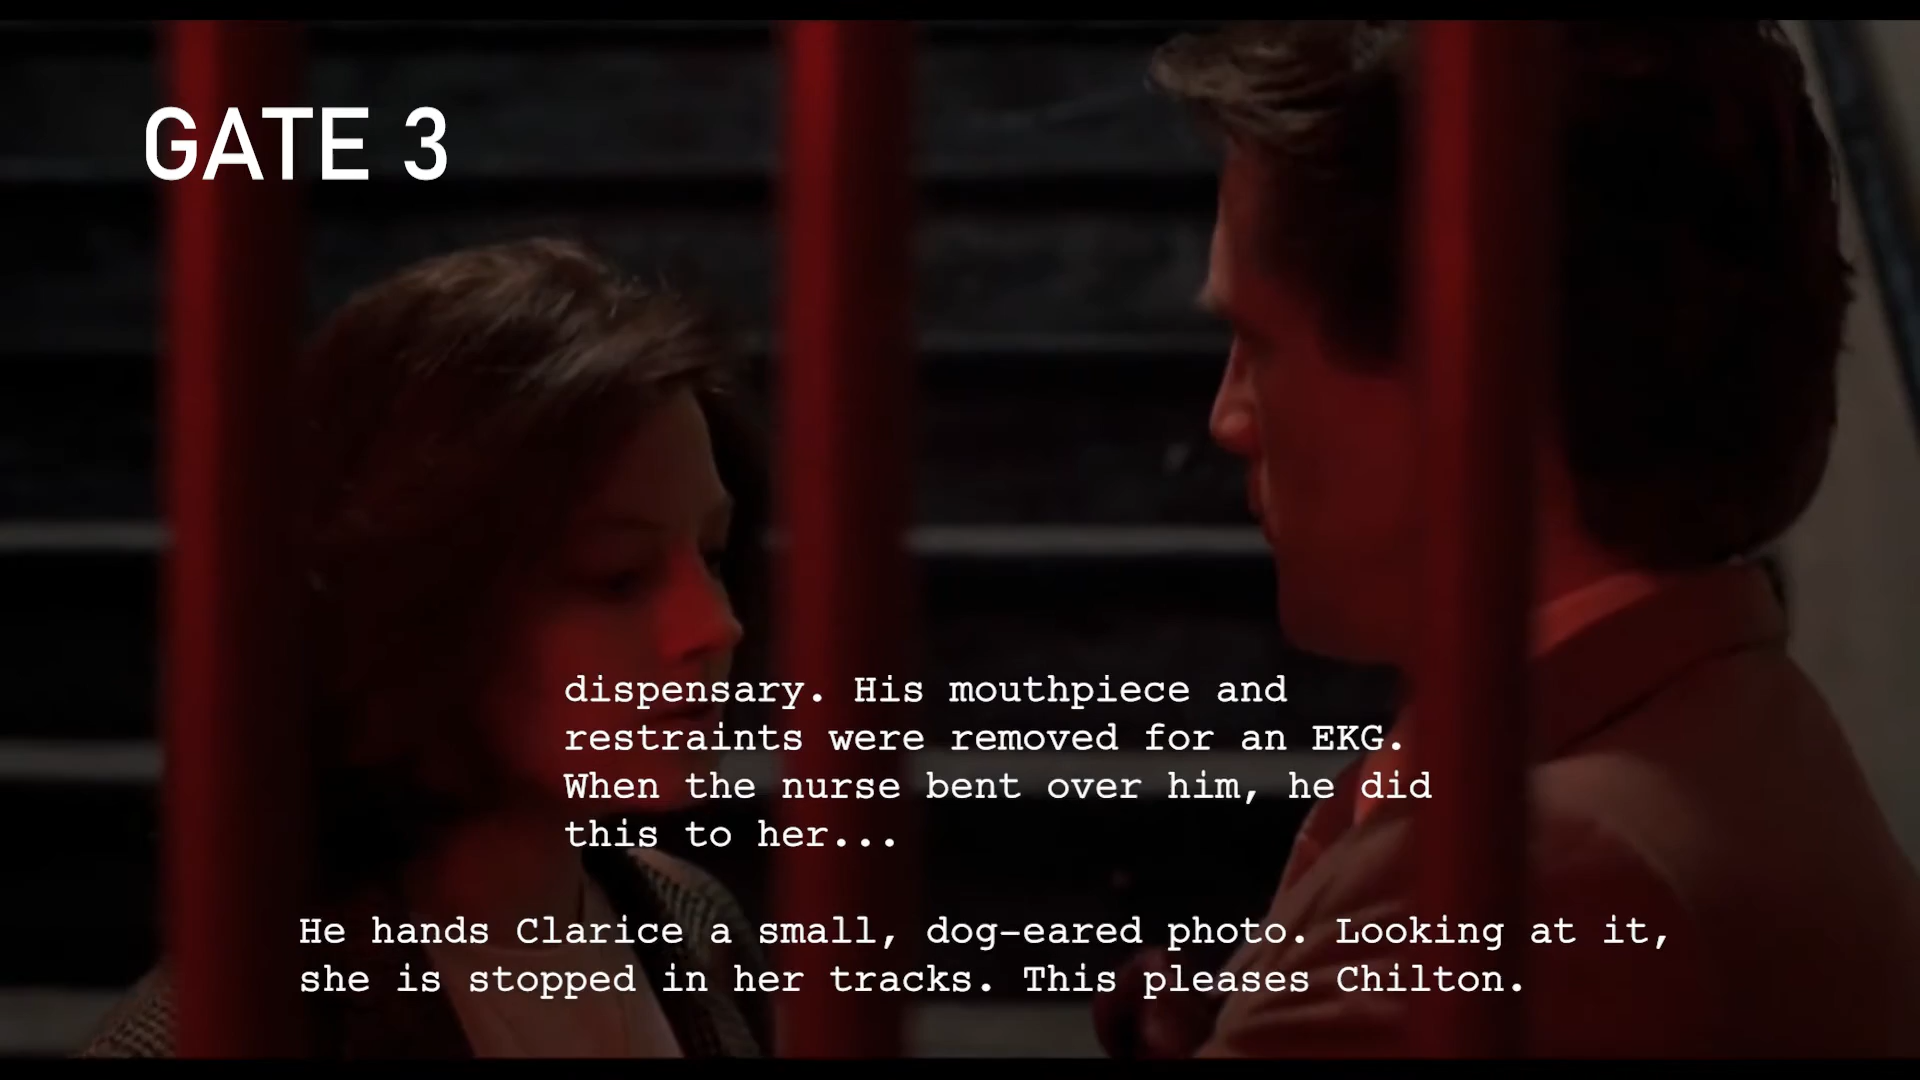 GATE 3
dispensary. His mouthpiece and
restraints were removed for an EKG.
When the nurse bent over him, he did
this to her...
He hands Clarice a small, dog-eared photo. Looking at it,
she is stopped in her tracks. This pleases Chilton.